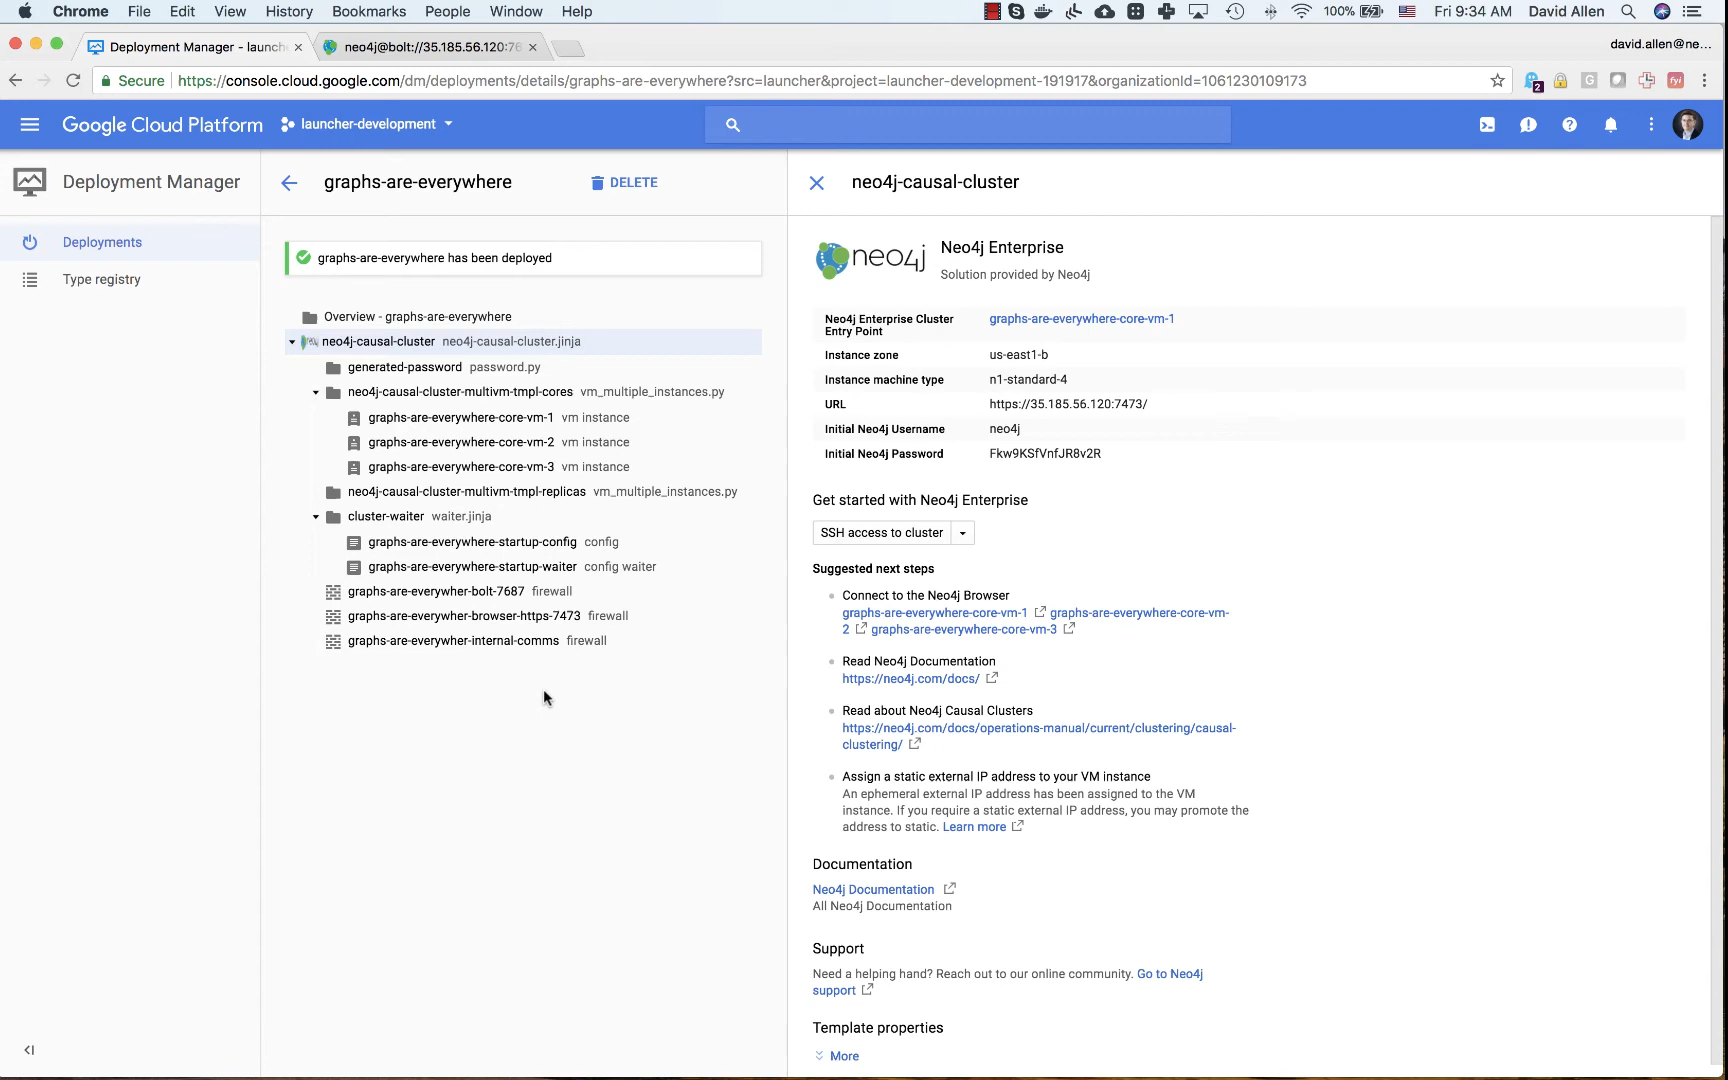 Chrome File Edit View History Bookmarks People Window Help 100% Fri 9:34 AM David Allen
Deployment Manager - launch neo4j@bolt://35.185.56.120:76 david.allen@ne...
Secure https://console.cloud.google.com/dm/deployments/details/graphs-are-everywhere?src=launcher&project=launcher-development-191917&organizationId=1061230109173 2 G fyi
Google Cloud Platform launcher-development
Deployment Manager
Deployments
Type registry
graphs-are-everywhere DELETE
graphs-are-everywhere has been deployed
Overview - graphs-are-everywhere
neo4j-causal-cluster neo4j-causal-cluster.jinja
generated-password password.py
neo4j-causal-cluster-multivm-tmpl-cores vm_multiple_instances.py
graphs-are-everywhere-core-vm-1 vm instance
graphs-are-everywhere-core-vm-2 vm instance
graphs-are-everywhere-core-vm-3 vm instance
neo4j-causal-cluster-multivm-tmpl-replicas vm_multiple_instances.py
cluster-waiter waiter.jinja
graphs-are-everywhere-startup-config config
graphs-are-everywhere-startup-waiter config waiter
graphs-are-everywher-bolt-7687 firewall
graphs-are-everywher-browser-https-7473 firewall
graphs-are-everywher-internal-comms firewall
neo4j-causal-cluster
neo4j
Neo4j Enterprise
Solution provided by Neo4j
Neo4j Enterprise Cluster graphs-are-everywhere-core-vm-1
Entry Point
Instance zone us-east1-b
Instance machine type n1-standard-4
URL https://35.185.56.120:7473/
Initial Neo4j Username neo4j
Initial Neo4j Password Fkw9KSfVnfJR8v2R
Get started with Neo4j Enterprise
SSH access to cluster
Suggested next steps
Connect to the Neo4j Browser
graphs-are-everywhere-core-vm-1 graphs-are-everywhere-core-vm-
2 graphs-are-everywhere-core-vm-3
Read Neo4j Documentation
https://neo4j.com/docs/
Read about Neo4j Causal Clusters
https://neo4j.com/docs/operations-manual/current/clustering/causal-
clustering/
Assign a static external IP address to your VM instance
An ephemeral external IP address has been assigned to the VM
instance. If you require a static external IP address, you may promote the
address to static. Learn more
Documentation
Neo4j Documentation
All Neo4j Documentation
Support
Need a helping hand? Reach out to our online community. Go to Neo4j
support
Template properties
More